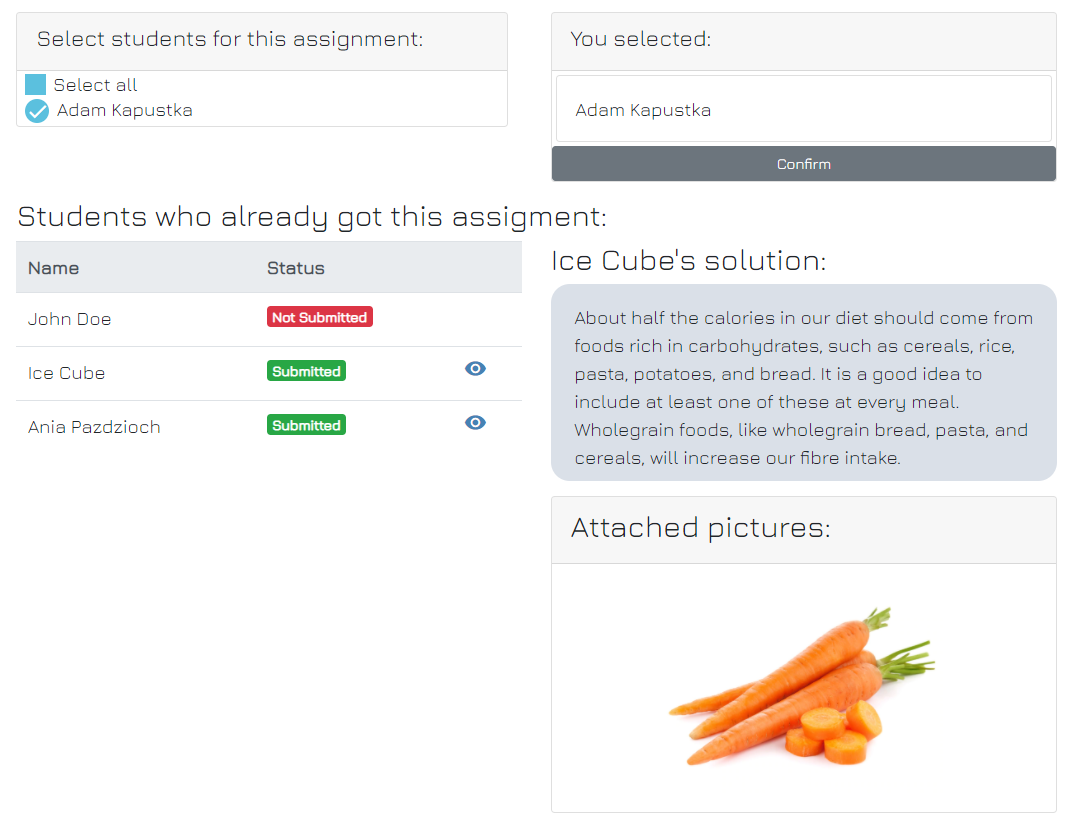 Select students for this assignment:
Select all
Adam Kapustka
You selected:
Adam Kapustka
Confirm
Students who already got this assigment:
Name Status
John Doe Not Submitted
Ice Cube Submitted
Ania Pazdzioch Submitted
Ice Cube's solution:
About half the calories in our diet should come from
foods rich in carbohydrates, such as cereals, rice,
pasta, potatoes, and bread. It is a good idea to
include at least one of these at every meal.
Wholegrain foods, like wholegrain bread, pasta, and
cereals, will increase our fibre intake.
Attached pictures: